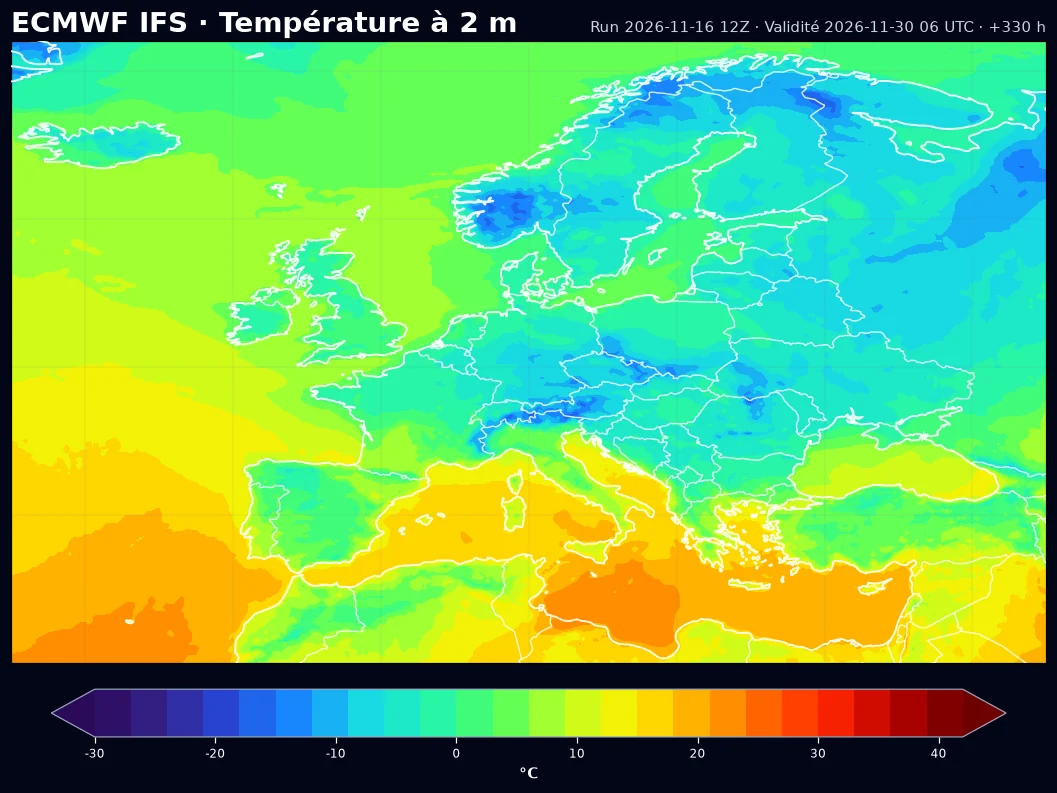 ECMWF IFS · Température à 2 m
Run 2026-11-16 12Z · Validité 2026-11-30 06 UTC · +330 h
-30 -20 -10 0 10 20 30 40
°C